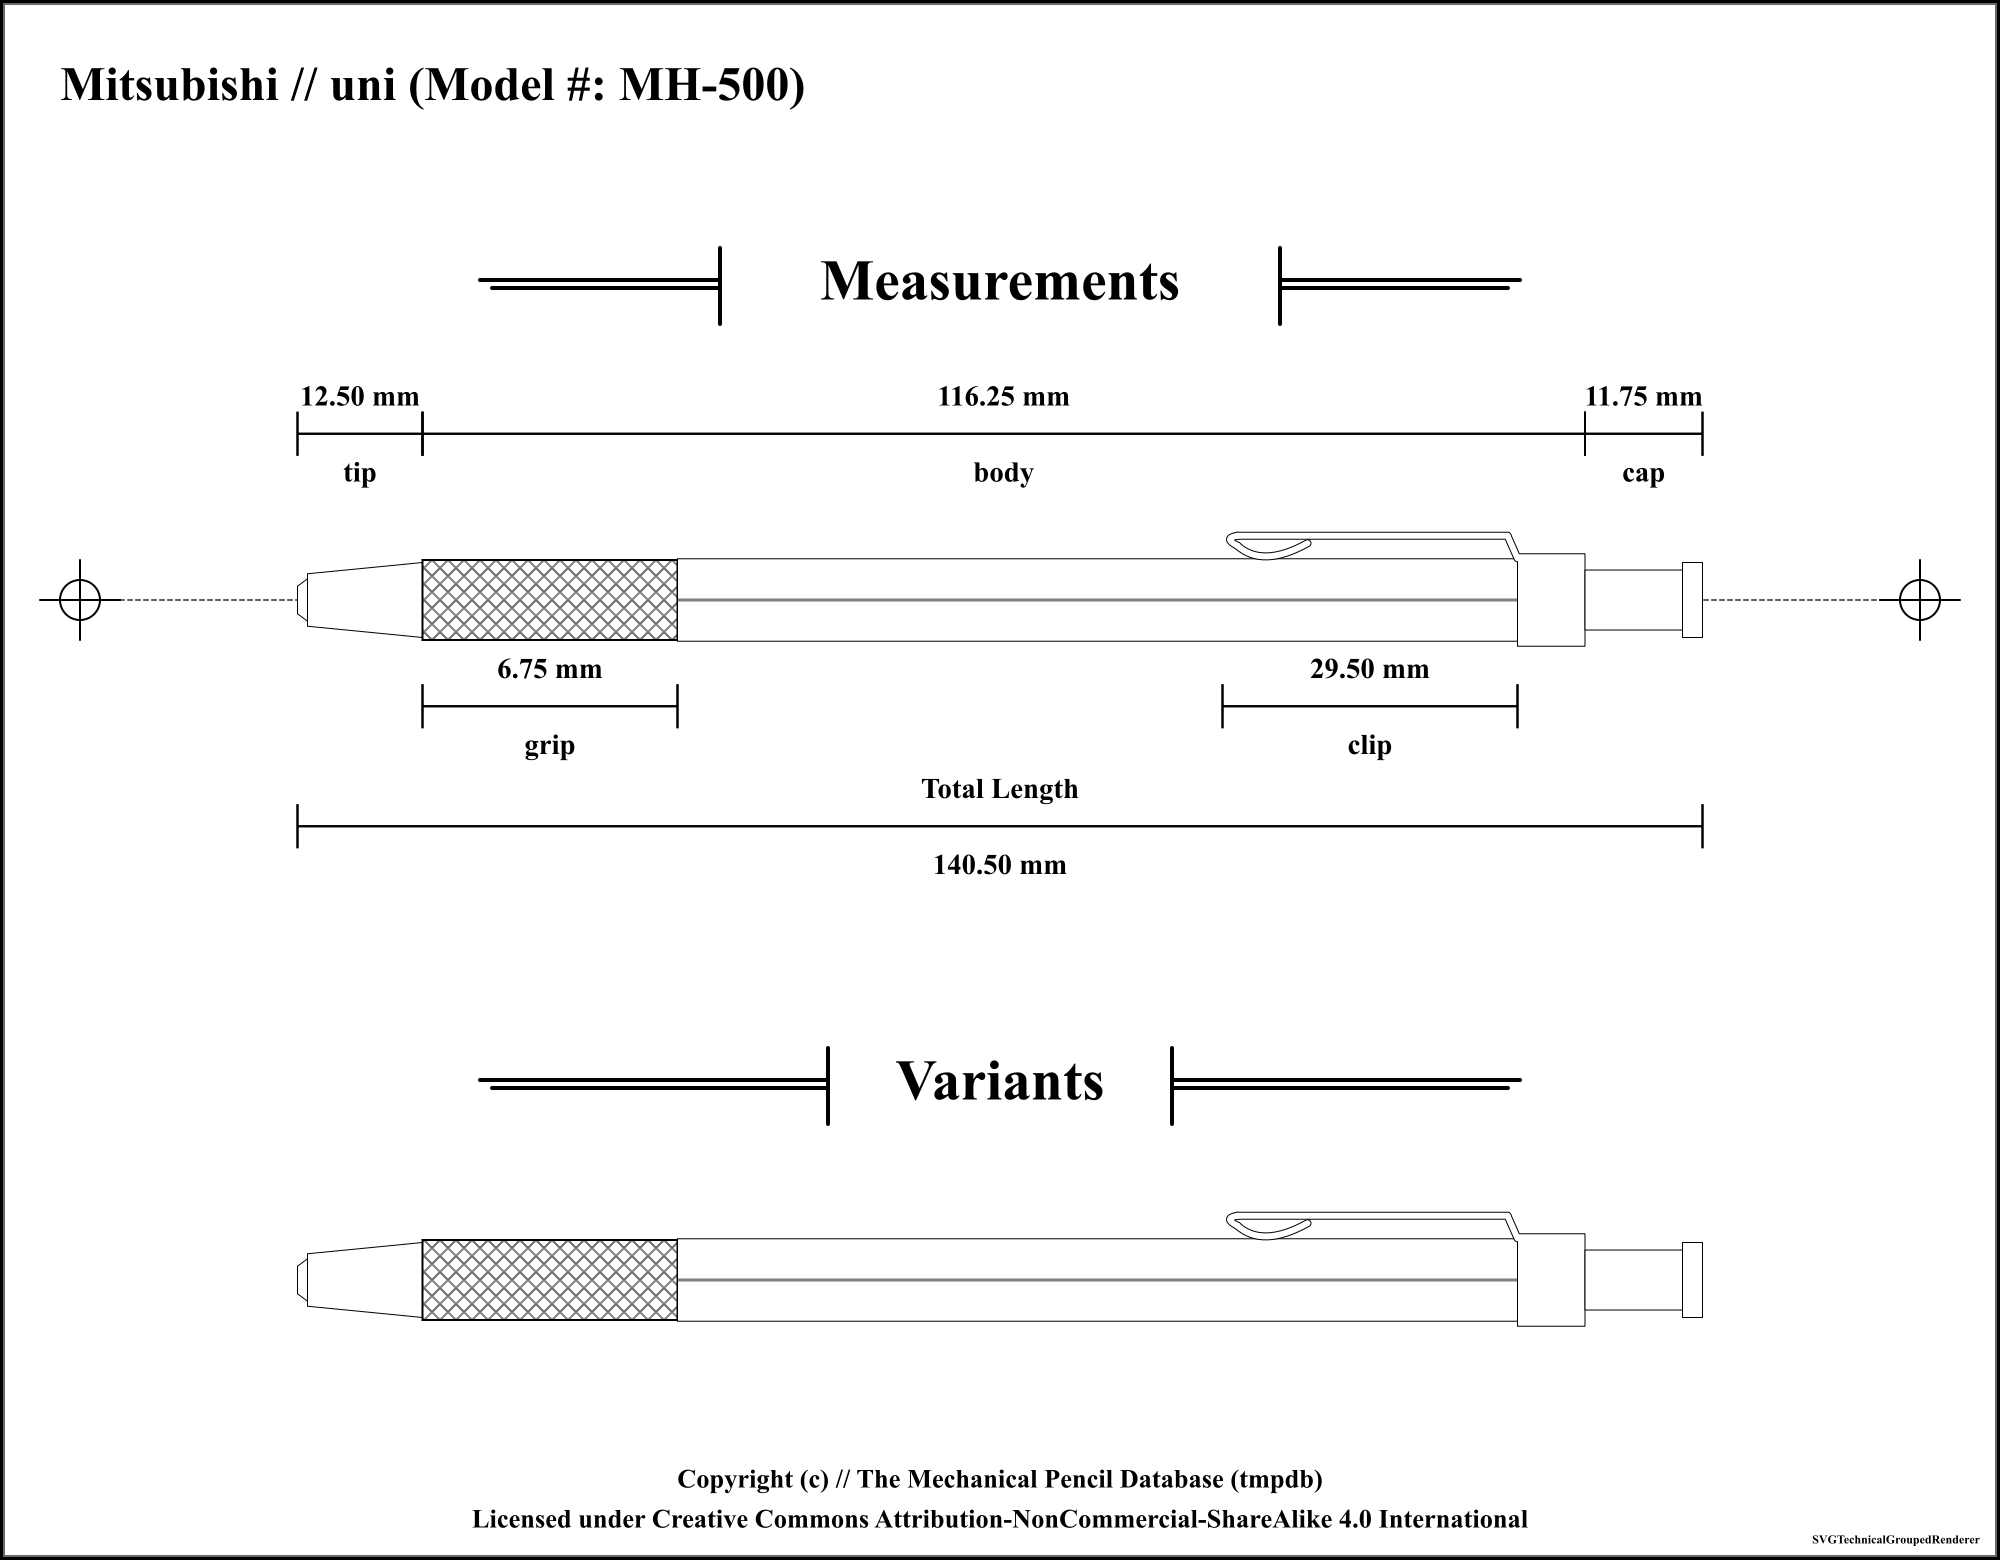 Mitsubishi // uni (Model #: MH-500)
Measurements
12.50 mm
116.25 mm
11.75 mm
tip
body
cap
6.75 mm
29.50 mm
grip
clip
Total Length
140.50 mm
Variants
Copyright (c) // The Mechanical Pencil Database (tmpdb)
Licensed under Creative Commons Attribution-NonCommercial-ShareAlike 4.0 International
SVGTechnicalGroupedRenderer